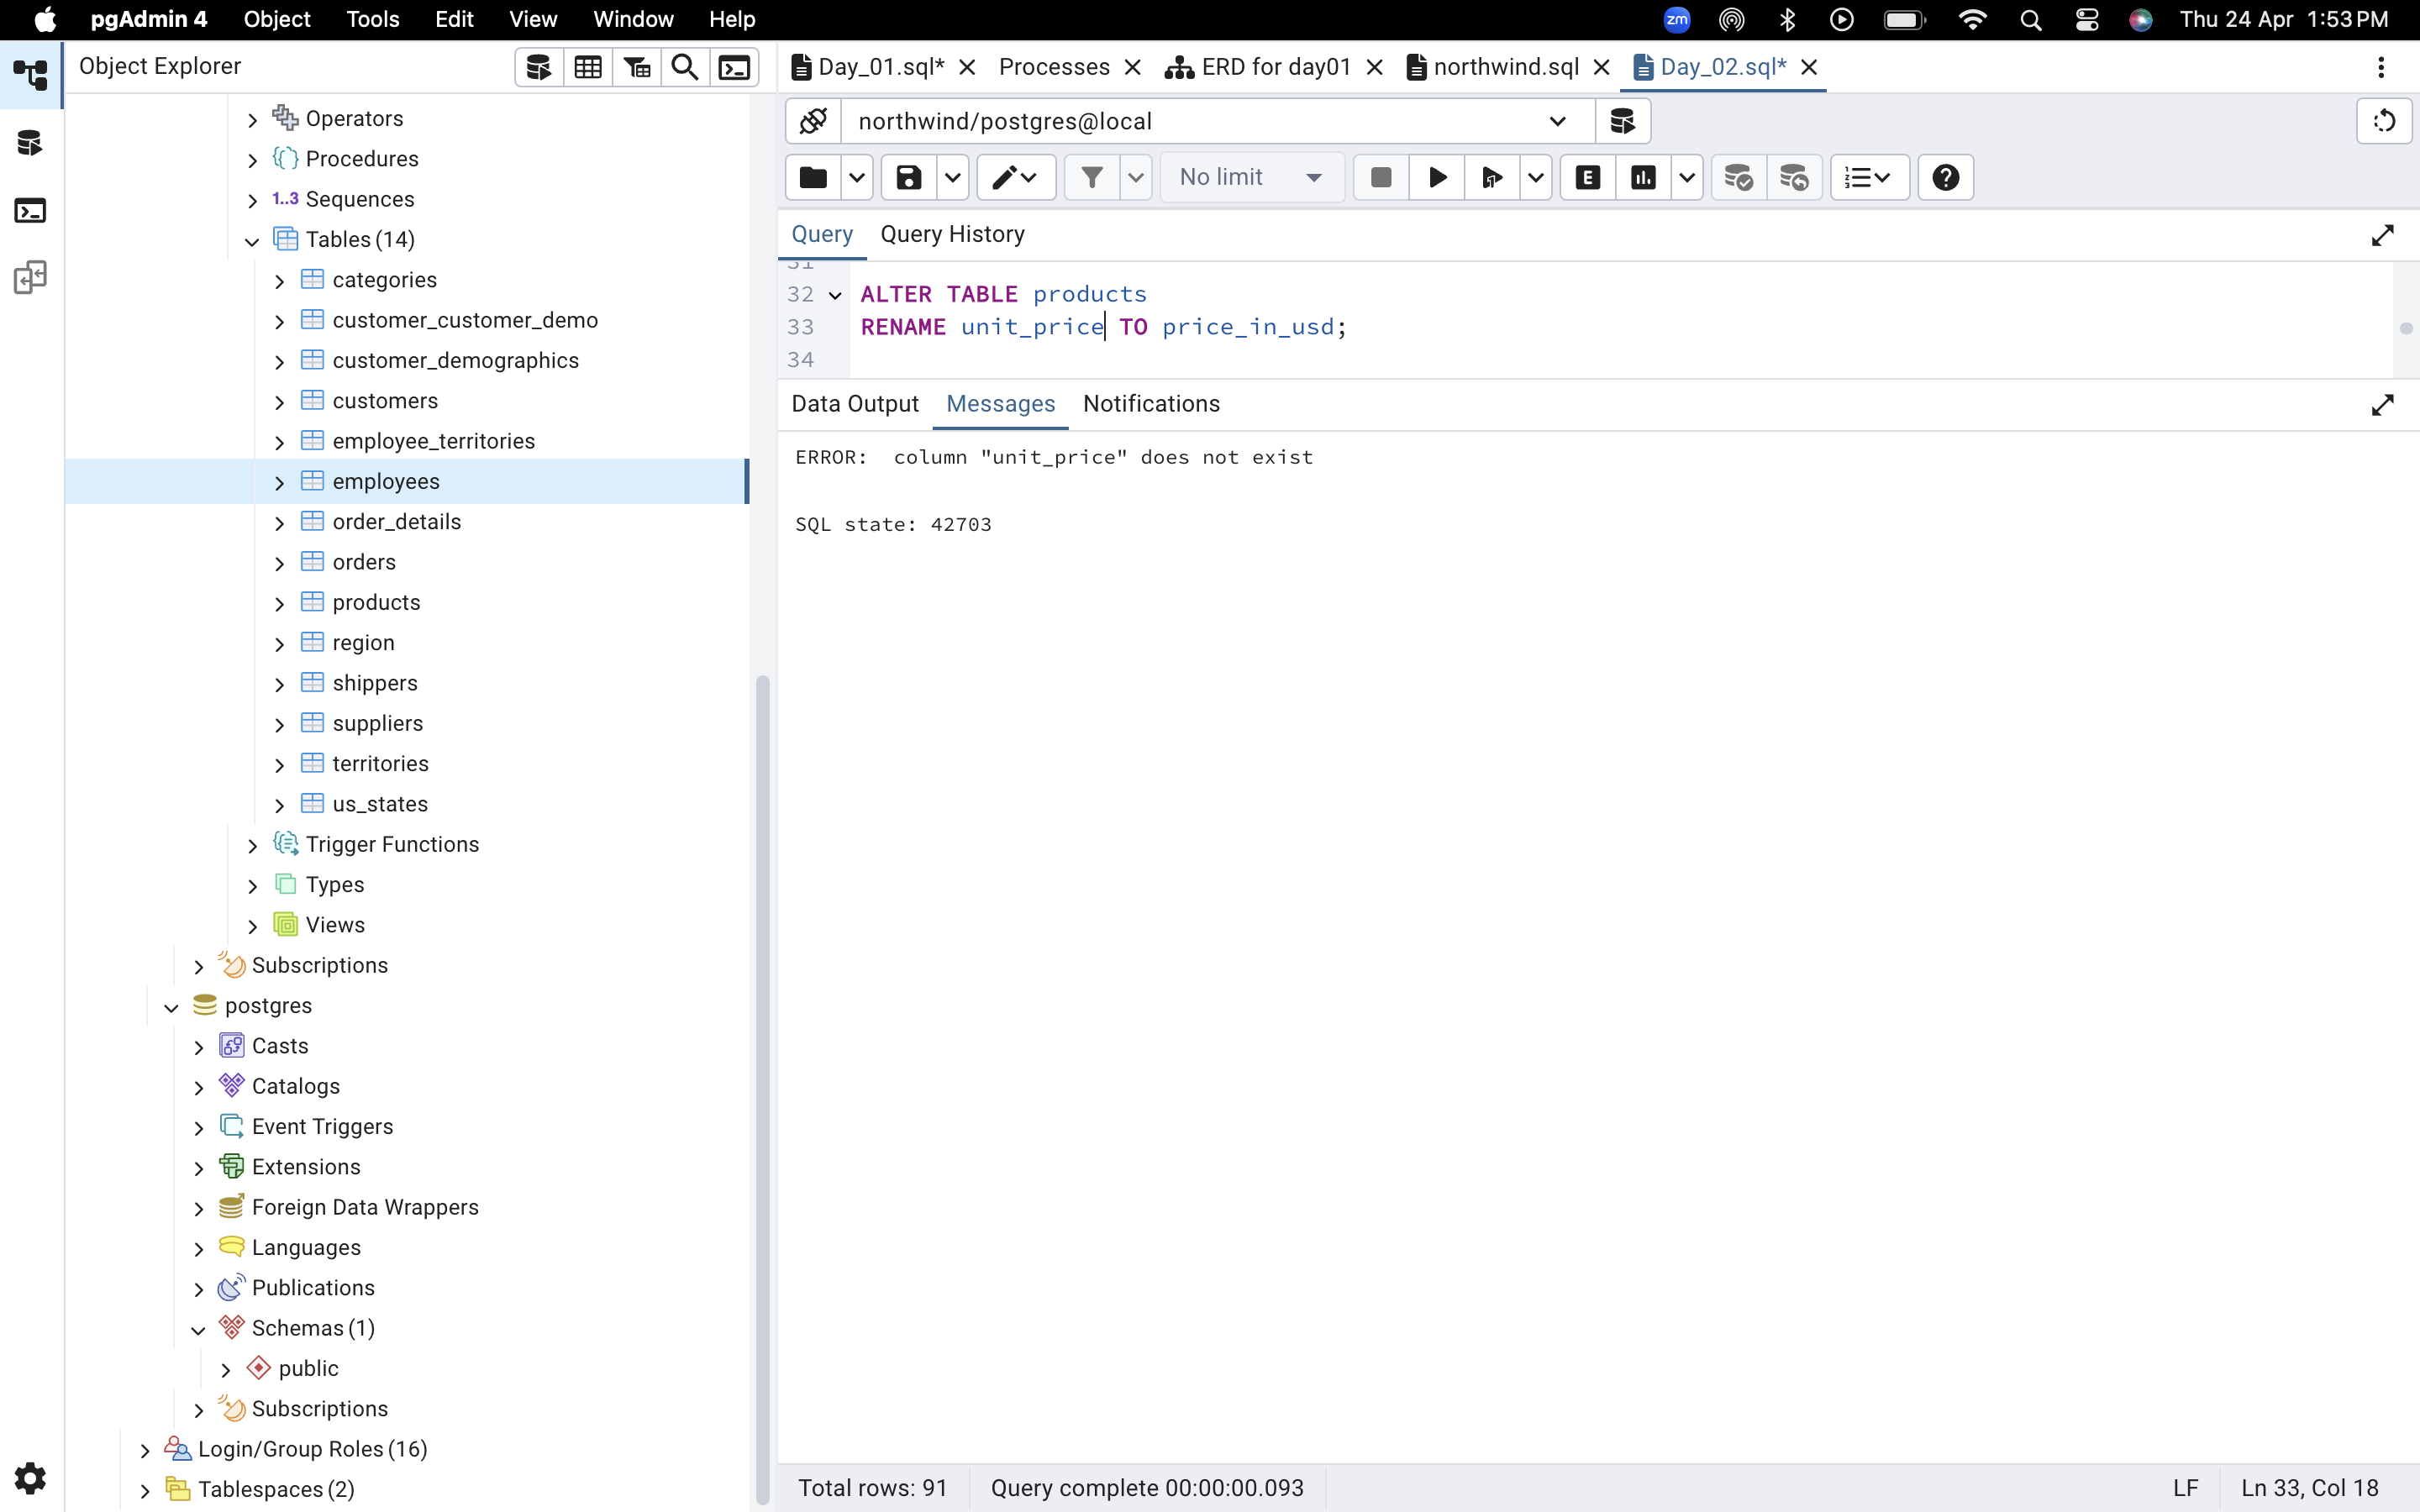 pgAdmin 4 Object Tools Edit View Window Help zm Thu 24 Apr 1:53 PM
Object Explorer
Operators
Procedures
1..3 Sequences
Tables (14)
categories
customer_customer_demo
customer_demographics
customers
employee_territories
employees
order_details
orders
products
region
shippers
suppliers
territories
us_states
Trigger Functions
Types
Views
Subscriptions
postgres
Casts
Catalogs
Event Triggers
Extensions
Foreign Data Wrappers
Languages
Publications
Schemas (1)
public
Subscriptions
Login/Group Roles (16)
Tablespaces (2)
Day_01.sql* Processes ERD for day01 northwind.sql Day_02.sql*
northwind/postgres@local
No limit E
Query Query History
31
32 ALTER TABLE products
33 RENAME unit_price TO price_in_usd;
34
Data Output Messages Notifications
ERROR: column "unit_price" does not exist
SQL state: 42703
Total rows: 91 Query complete 00:00:00.093 LF Ln 33, Col 18